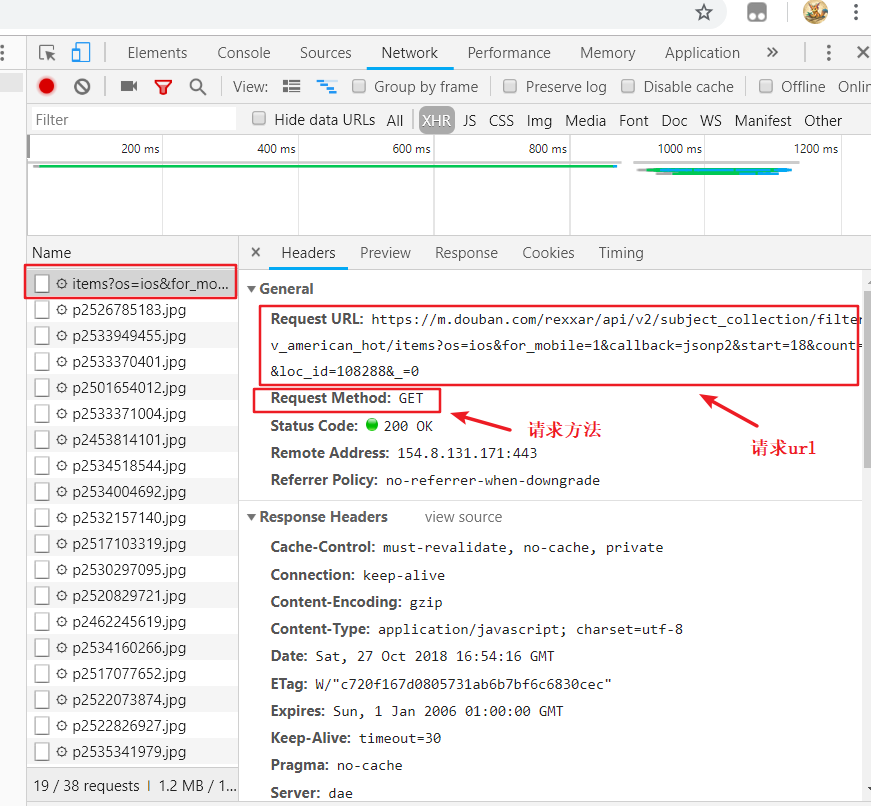 Elements Console Sources Network Performance Memory Application »
View: Group by frame Preserve log Disable cache Offline Onlin
Filter Hide data URLs All XHR JS CSS Img Media Font Doc WS Manifest Other
200 ms 400 ms 600 ms 800 ms 1000 ms 1200 ms
Name × Headers Preview Response Cookies Timing
items?os=ios&for_mo...
p2526785183.jpg
p2533949455.jpg
p2533370401.jpg
p2501654012.jpg
p2533371004.jpg
p2453814101.jpg
p2534518544.jpg
p2534004692.jpg
p2532157140.jpg
p2517103319.jpg
p2530297095.jpg
p2520829721.jpg
p2462245619.jpg
p2534160266.jpg
p2517077652.jpg
p2522073874.jpg
p2522826927.jpg
p2535341979.jpg
19 / 38 requests 1.2 MB / 1...
General
Request URL: https://m.douban.com/rexxar/api/v2/subject_collection/filter
v_american_hot/items?os=ios&for_mobile=1&callback=jsonp2&start=18&count=
&loc_id=108288&_=0
Request Method: GET
请求方法
请求url
Status Code: 200 OK
Remote Address: 154.8.131.171:443
Referrer Policy: no-referrer-when-downgrade
Response Headers view source
Cache-Control: must-revalidate, no-cache, private
Connection: keep-alive
Content-Encoding: gzip
Content-Type: application/javascript; charset=utf-8
Date: Sat, 27 Oct 2018 16:54:16 GMT
ETag: W/"c720f167d0805731ab6b7bf6c6830cec"
Expires: Sun, 1 Jan 2006 01:00:00 GMT
Keep-Alive: timeout=30
Pragma: no-cache
Server: dae